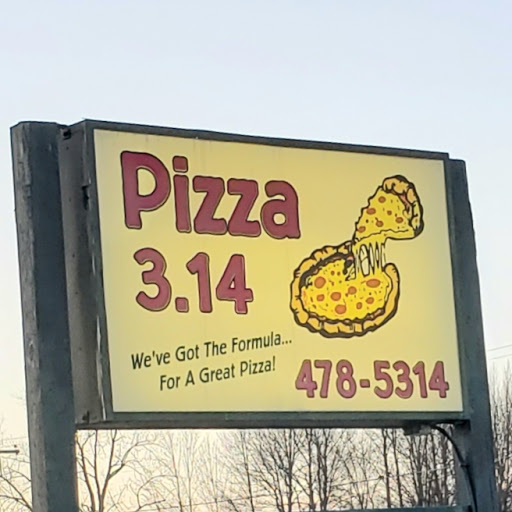 Pizza
3.14
We've Got The Formula...
For A Great Pizza!
478-5314